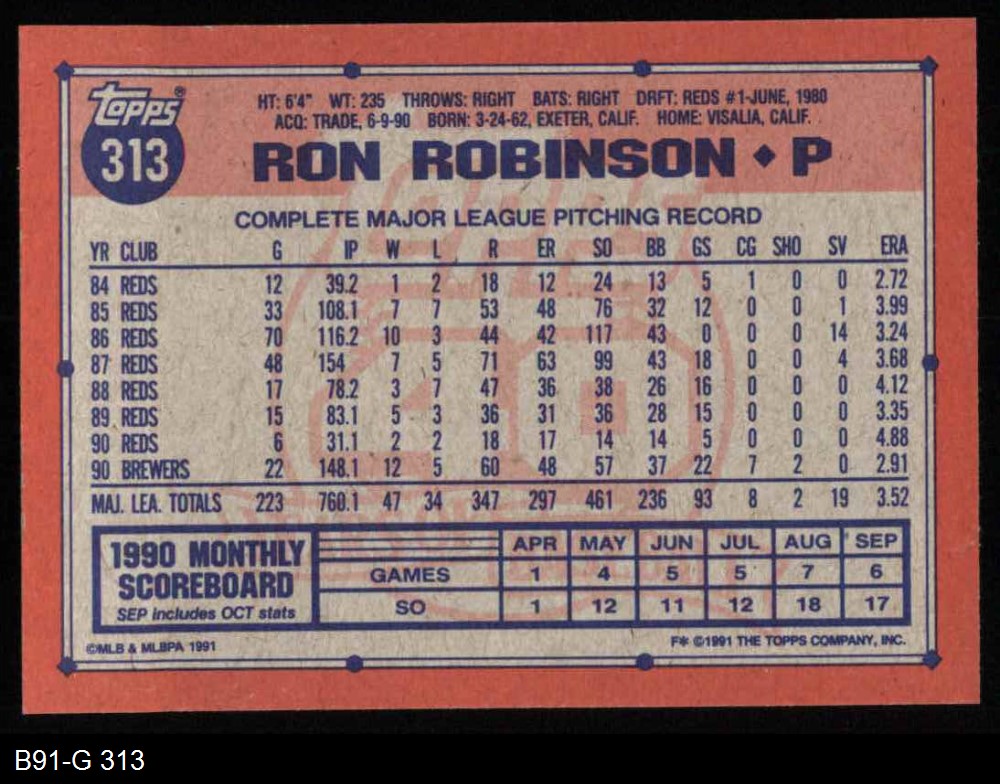 TOPPS®
313
HT: 6'4" WT: 235 THROWS: RIGHT BATS: RIGHT DRFT: REDS #1-JUNE, 1980
ACQ: TRADE, 6-9-90 BORN: 3-24-62, EXETER, CALIF. HOME: VISALIA, CALIF.
RON ROBINSON ♦ P
COMPLETE MAJOR LEAGUE PITCHING RECORD
YR CLUB G IP W L R ER SO BB GS CG SHO SV ERA
84 REDS 12 39.2 1 2 18 12 24 13 5 1 0 0 2.72
85 REDS 33 108.1 7 7 53 48 76 32 12 0 0 1 3.99
86 REDS 70 116.2 10 3 44 42 117 43 0 0 0 14 3.24
87 REDS 48 154 7 5 71 63 99 43 18 0 0 4 3.68
88 REDS 17 78.2 3 7 47 36 38 26 16 0 0 0 4.12
89 REDS 15 83.1 5 3 36 31 36 28 15 0 0 0 3.35
90 REDS 6 31.1 2 2 18 17 14 14 5 0 0 0 4.88
90 BREWERS 22 148.1 12 5 60 48 57 37 22 7 2 0 2.91
MAJ. LEA. TOTALS 223 760.1 47 34 347 297 461 236 93 8 2 19 3.52
1990 MONTHLY
SCOREBOARD
SEP includes OCT stats
APR MAY JUN JUL AUG SEP
GAMES 1 4 5 5 7 6
SO 1 12 11 12 18 17
©MLB & MLBPA 1991
F* ©1991 THE TOPPS COMPANY, INC.
B91-G 313